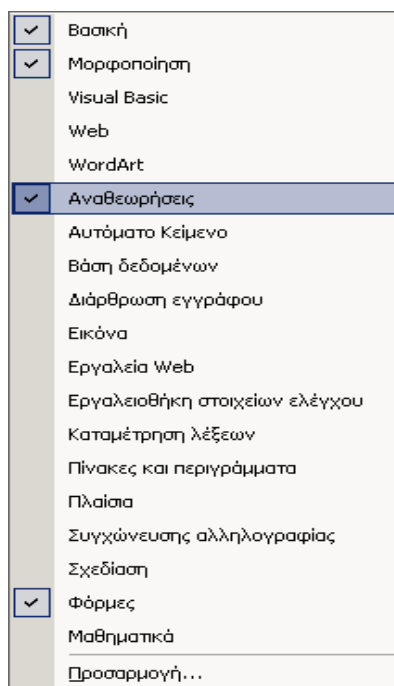 Βασική
Μορφοποίηση
Visual Basic
Web
WordArt
Αναθεωρήσεις
Αυτόματο Κείμενο
Βάση δεδομένων
Διάρθρωση εγγράφου
Εικόνα
Εργαλεία Web
Εργαλειοθήκη στοιχείων ελέγχου
Καταμέτρηση λέξεων
Πίνακες και περιγράμματα
Πλαίσια
Συγχώνευσης αλληλογραφίας
Σχεδίαση
Φόρμες
Μαθηματικά
Προσαρμογή...